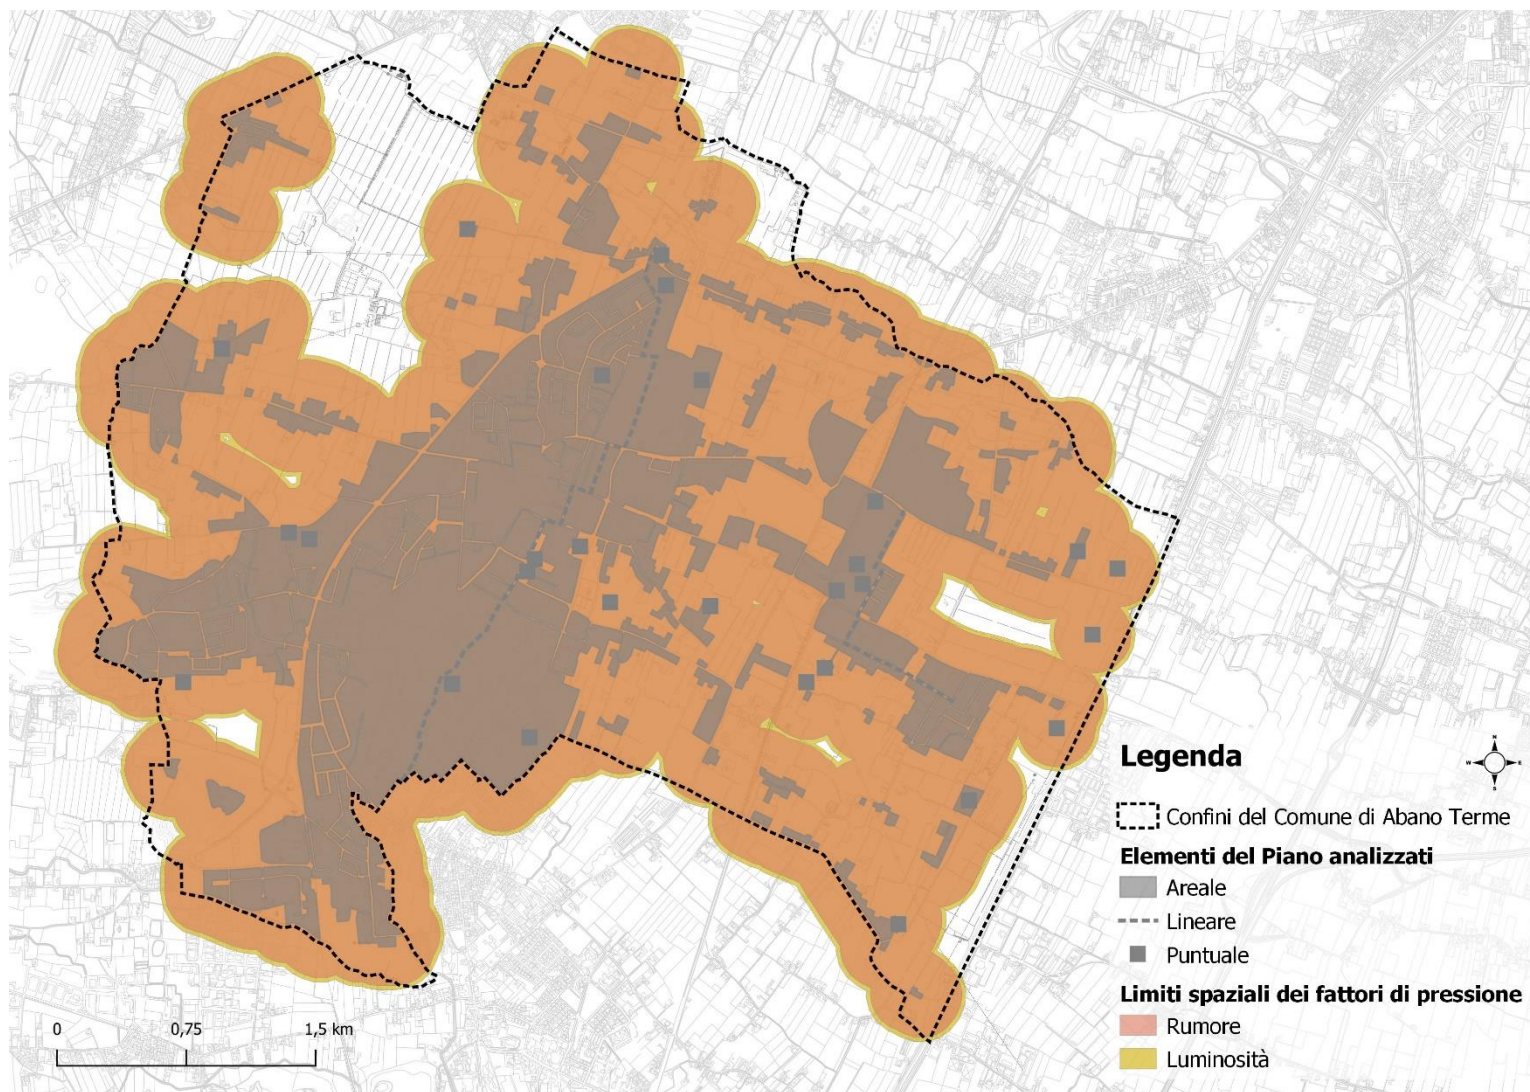 Legenda
N
W
E
S
Confini del Comune di Abano Terme
Elementi del Piano analizzati
Areale
Lineare
Puntuale
Limiti spaziali dei fattori di pressione
Rumore
Luminosità
0 0,75 1,5 km